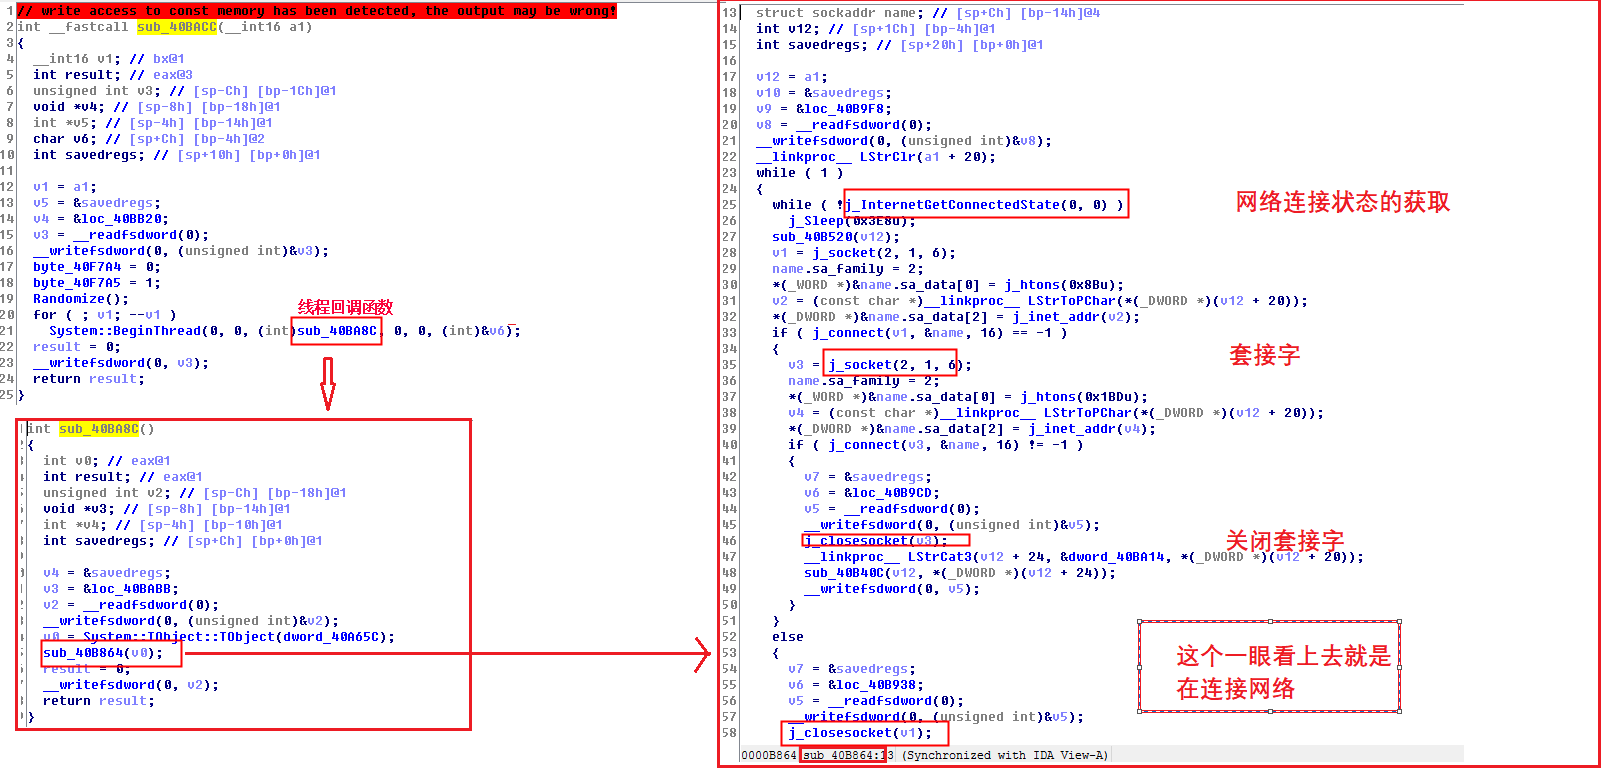 1 // write access to const memory has been detected, the output may be wrong!
2 int __fastcall sub_40BACC(__int16 a1)
3 {
4 __int16 v1; // bx@1
5 int result; // eax@3
6 unsigned int v3; // [sp-Ch] [bp-1Ch]@1
7 void *v4; // [sp-8h] [bp-18h]@1
8 int *v5; // [sp-4h] [bp-14h]@1
9 char v6; // [sp+Ch] [bp-4h]@2
10 int savedregs; // [sp+10h] [bp+0h]@1
11
12 v1 = a1;
13 v5 = &savedregs;
14 v4 = &loc_40BB20;
15 v3 = __readfsdword(0);
16 __writefsdword(0, (unsigned int)&v3);
17 byte_40F7A4 = 0;
18 byte_40F7A5 = 1;
19 Randomize();
线程回调函数
20 for ( ; v1; --v1 )
21 System::BeginThread(0, 0, (int)sub_40BA8C, 0, 0, (int)&v6);
22 result = 0;
23 __writefsdword(0, v3);
24 return result;
25 }
int sub_40BA8C()
{
int v0; // eax@1
int result; // eax@1
unsigned int v2; // [sp-Ch] [bp-18h]@1
void *v3; // [sp-8h] [bp-14h]@1
int *v4; // [sp-4h] [bp-10h]@1
int savedregs; // [sp+Ch] [bp+0h]@1
v4 = &savedregs;
v3 = &loc_40BABB;
v2 = __readfsdword(0);
__writefsdword(0, (unsigned int)&v2);
v0 = System::TObject::TObject(dword_40A65C);
sub_40B864(v0);
result = 0;
__writefsdword(0, v2);
return result;
}
13 struct sockaddr name; // [sp+Ch] [bp-14h]@4
14 int v12; // [sp+1Ch] [bp-4h]@1
15 int savedregs; // [sp+20h] [bp+0h]@1
16
17 v12 = a1;
18 v10 = &savedregs;
19 v9 = &loc_40B9F8;
20 v8 = __readfsdword(0);
21 __writefsdword(0, (unsigned int)&v8);
22 __linkproc__ LStrClr(a1 + 20);
23 while ( 1 )
24 {
25 while ( !j_InternetGetConnectedState(0, 0) )
网络连接状态的获取
26 j_Sleep(0x3E8u);
27 sub_40B520(v12);
28 v1 = j_socket(2, 1, 6);
29 name.sa_family = 2;
30 *(_WORD *)&name.sa_data[0] = j_htons(0x8Bu);
31 v2 = (const char *)__linkproc__ LStrToPChar(*(_DWORD *)(v12 + 20));
32 *(_DWORD *)&name.sa_data[2] = j_inet_addr(v2);
33 if ( j_connect(v1, &name, 16) == -1 )
34 {
套接字
35 v3 = j_socket(2, 1, 6);
36 name.sa_family = 2;
37 *(_WORD *)&name.sa_data[0] = j_htons(0x1BDu);
38 v4 = (const char *)__linkproc__ LStrToPChar(*(_DWORD *)(v12 + 20));
39 *(_DWORD *)&name.sa_data[2] = j_inet_addr(v4);
40 if ( j_connect(v3, &name, 16) != -1 )
41 {
42 v7 = &savedregs;
43 v6 = &loc_40B9CD;
44 v5 = __readfsdword(0);
45 __writefsdword(0, (unsigned int)&v5);
46 j_closesocket(v3);
关闭套接字
47 __linkproc__ LStrCat3(v12 + 24, &dword_40BA14, *(_DWORD *)(v12 + 20));
48 sub_40B40C(v12, *(_DWORD *)(v12 + 24));
49 __writefsdword(0, v5);
50 }
51 }
52 else
53 {
54 v7 = &savedregs;
55 v6 = &loc_40B938;
56 v5 = __readfsdword(0);
57 __writefsdword(0, (unsigned int)&v5);
58 j_closesocket(v1);
这个一眼看上去就是
在连接网络
0000B864 sub_40B864:13 (Synchronized with IDA View-A)